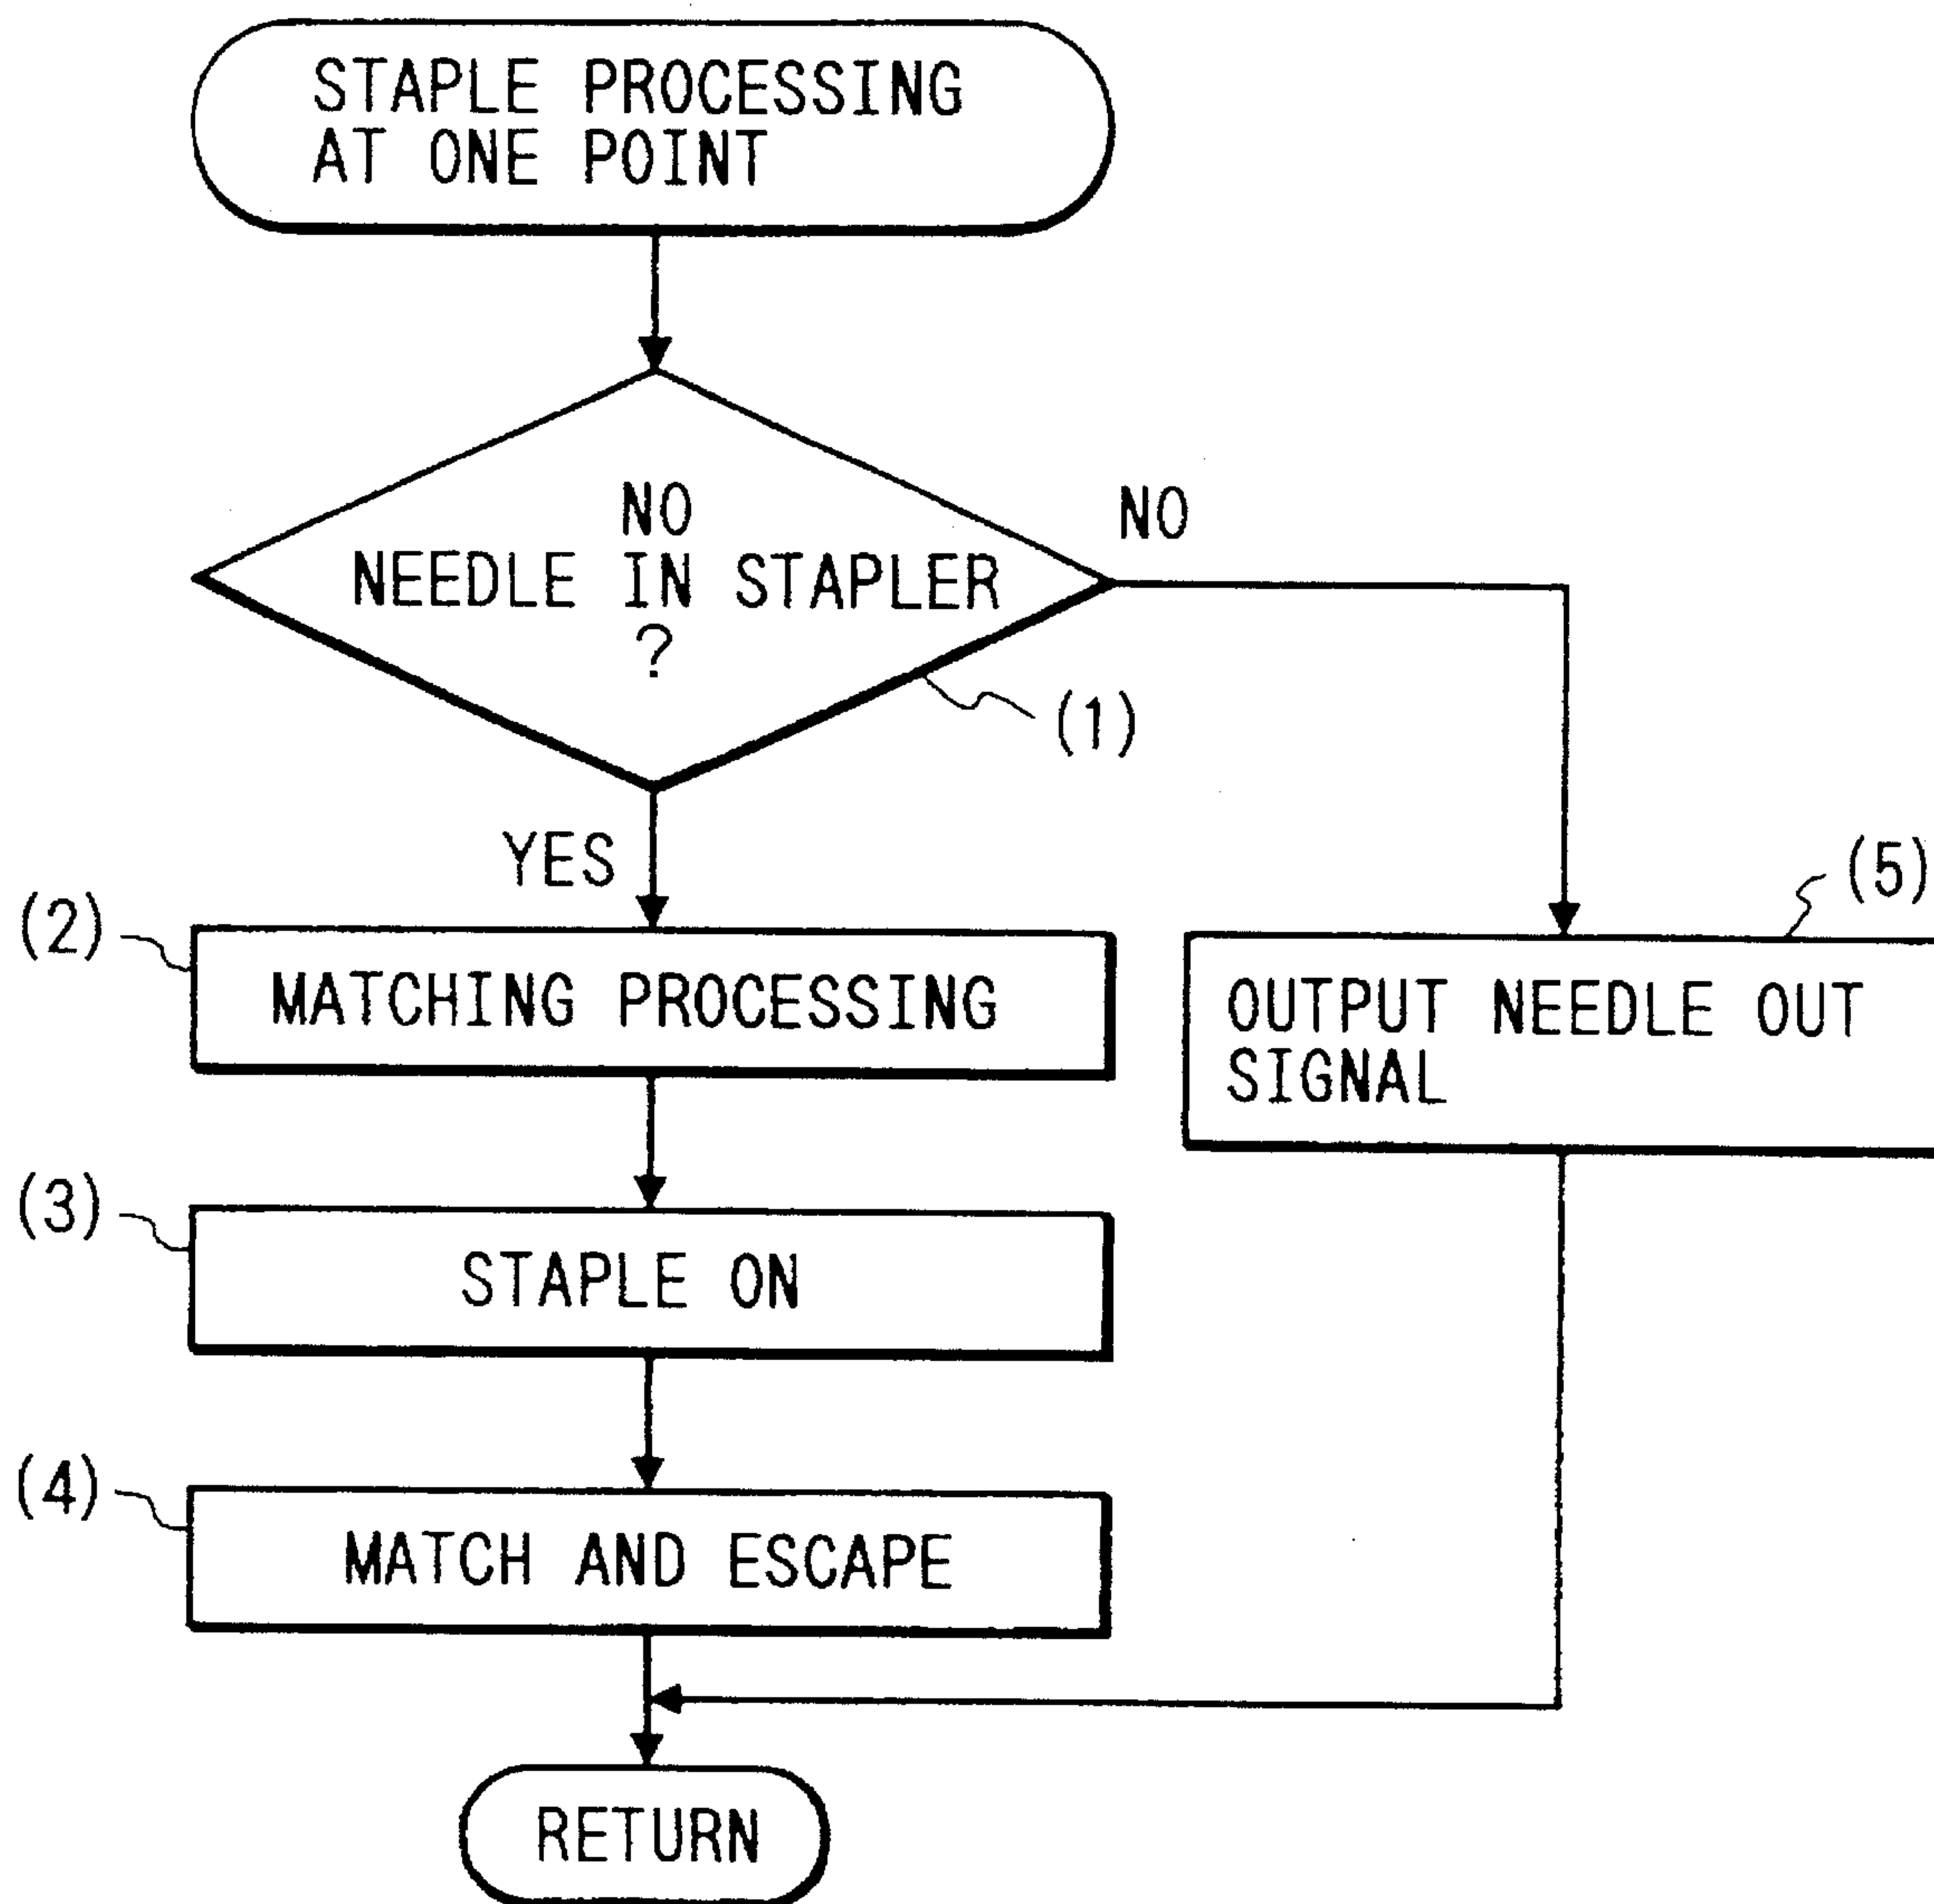 STAPLE PROCESSING
AT ONE POINT
NO
NEEDLE IN STAPLER
?
NO
(1)
YES
(2)
MATCHING PROCESSING
(5)
OUTPUT NEEDLE OUT
SIGNAL
(3)
STAPLE ON
(4)
MATCH AND ESCAPE
RETURN